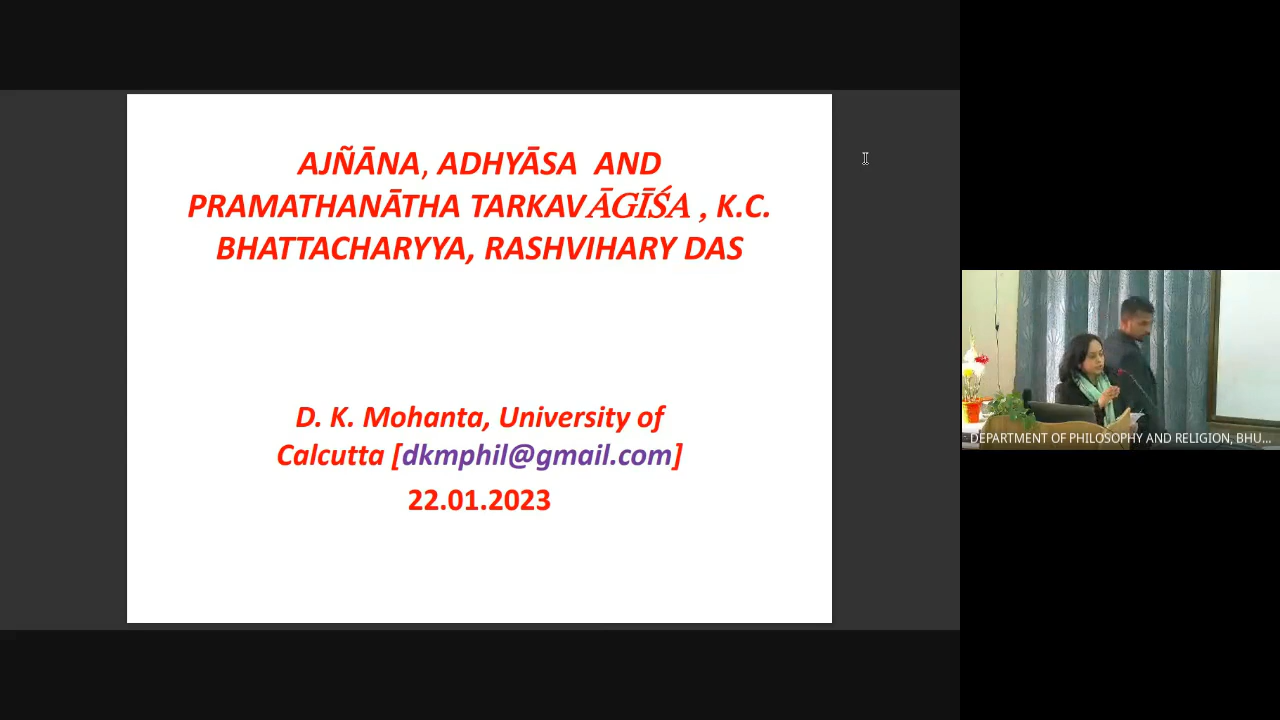 AJÑĀNA, ADHYĀSA AND
PRAMATHANĀTHA TARKAVĀGĪŚA , K.C.
BHATTACHARYYA, RASHVIHARY DAS
D. K. Mohanta, University of
Calcutta [dkmphil@gmail.com]
22.01.2023
DEPARTMENT OF PHILOSOPHY AND RELIGION, BHU...